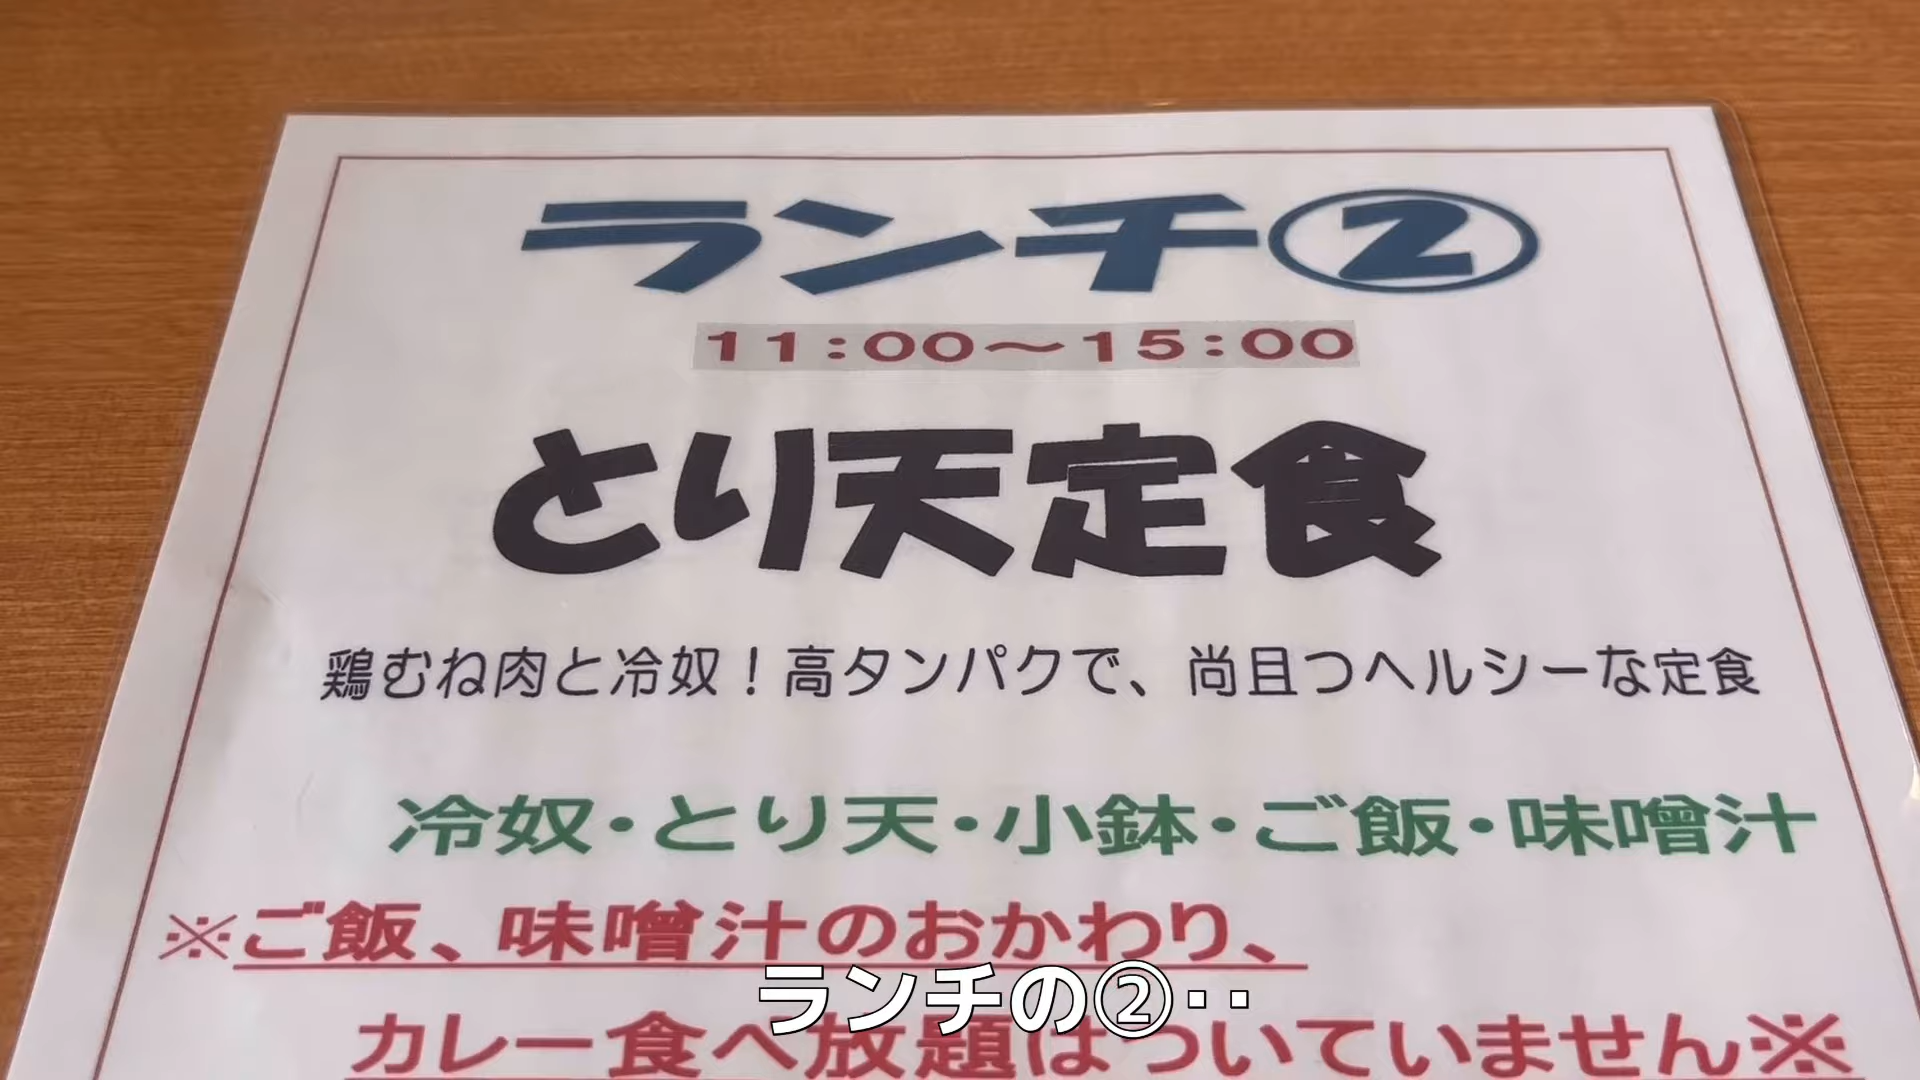 ランチ②
11:00～15:00
とり天定食
鶏むね肉と冷奴！高タンパクで、尚且つヘルシーな定食
冷奴・とり天・小鉢・ご飯・味噌汁
※ご飯、味噌汁のおかわり、
カレー食べ放題はついていません※
ランチの②‥